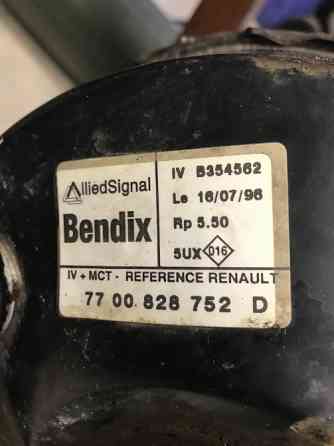 AlliedSignal
Bendix
IV B354562
Le 16/07/96
Rp 5.50
5UX 016
IV + MCT - REFERENCE RENAULT
77 00 828 752 D